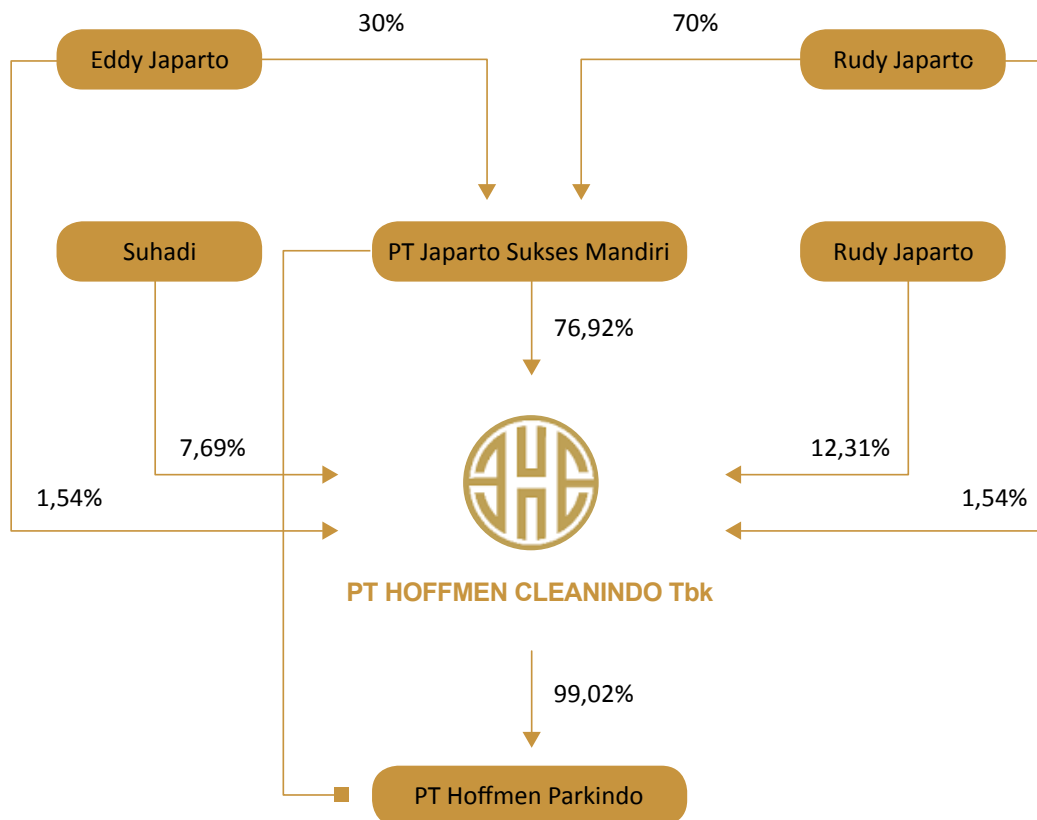 30%
70%
Eddy Japarto
Rudy Japarto
Suhadi
PT Japarto Sukses Mandiri
Rudy Japarto
76,92%
7,69%
12,31%
1,54%
1,54%
PT HOFFMEN CLEANINDO Tbk
99,02%
PT Hoffmen Parkindo